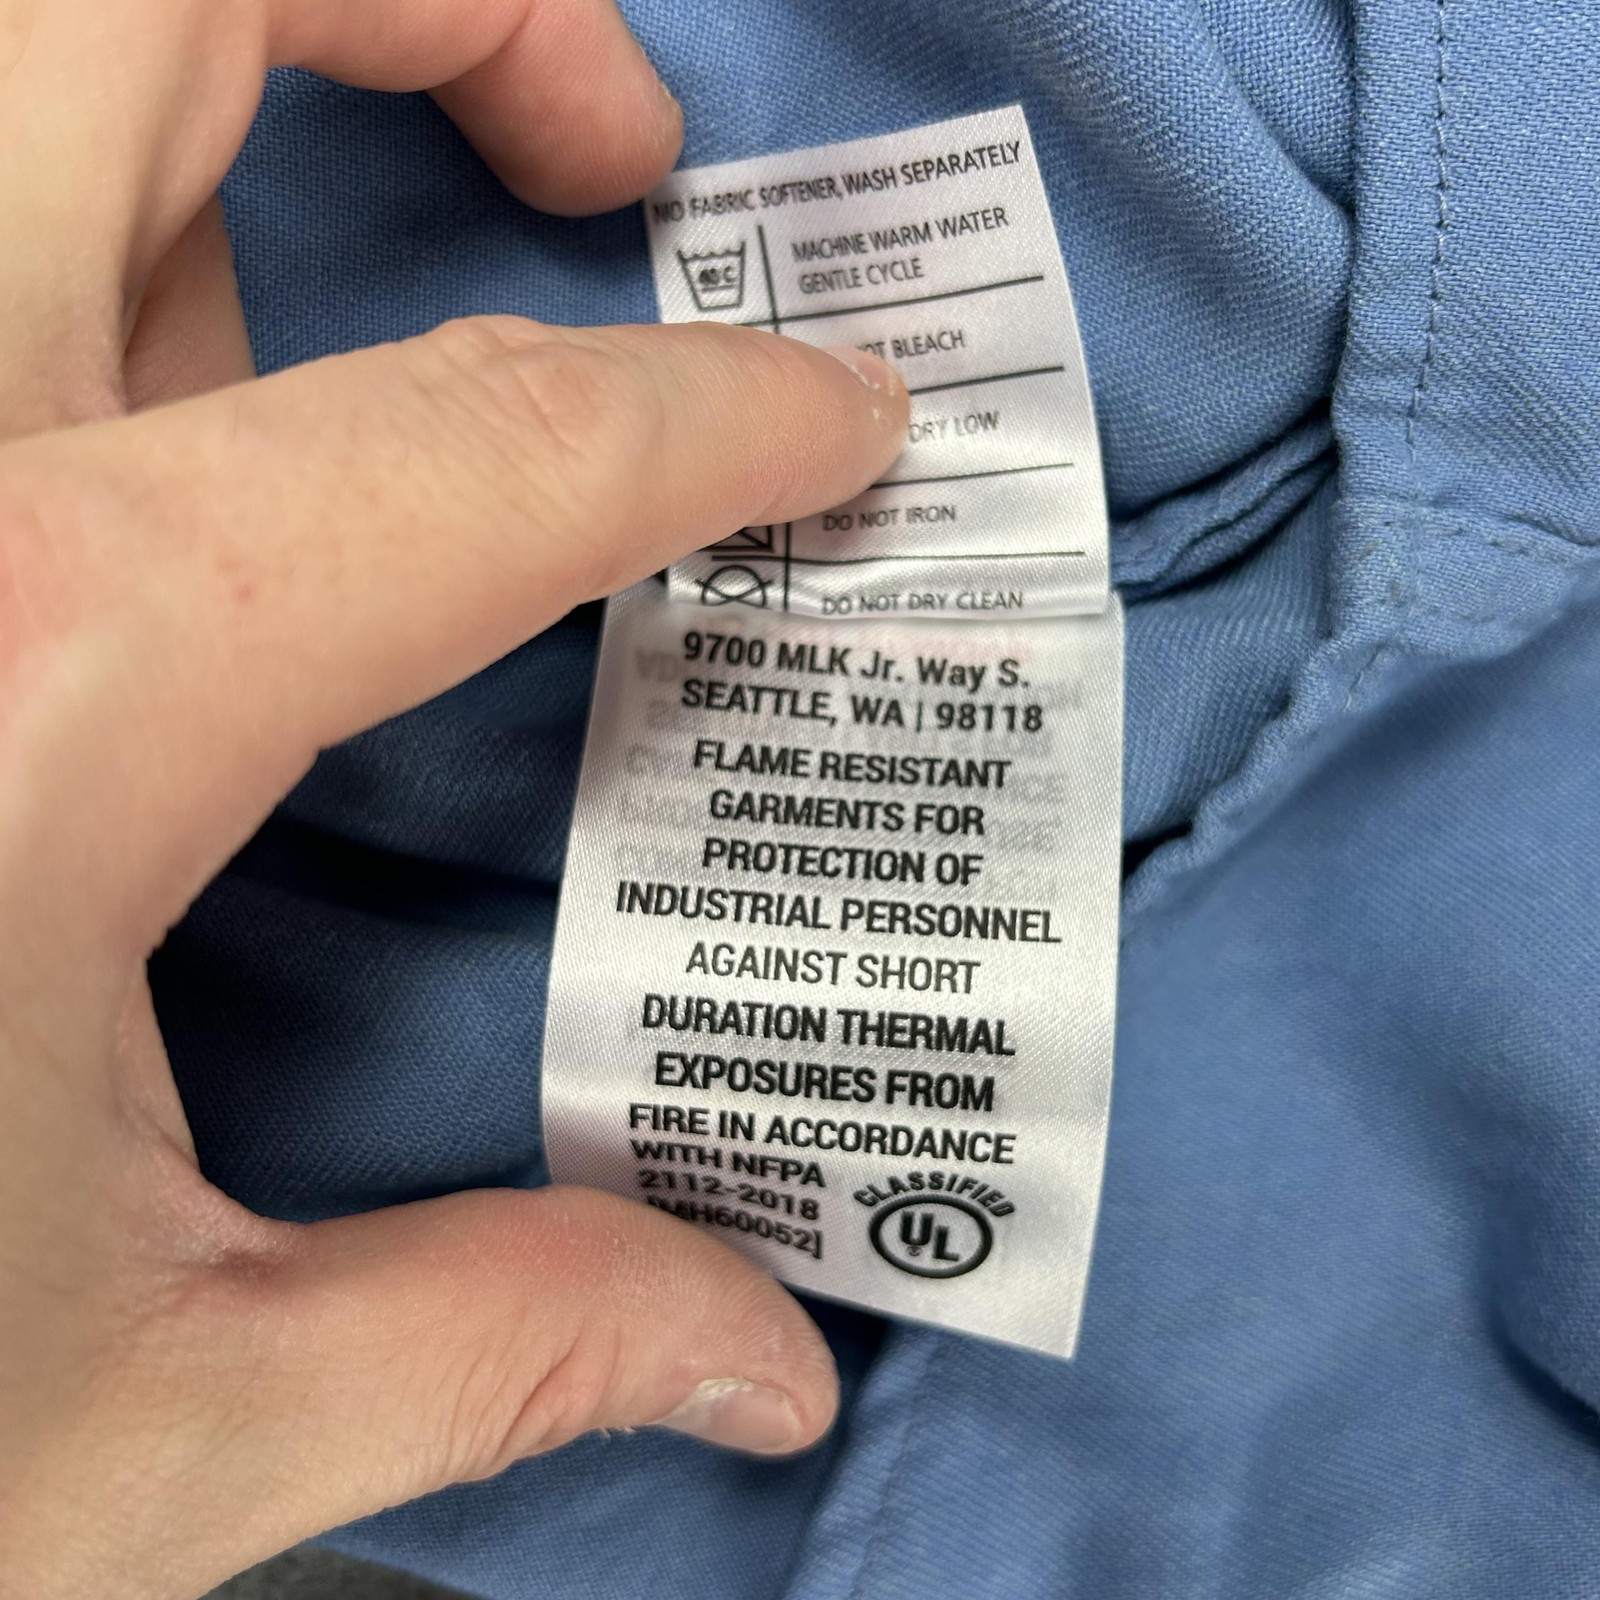 NO FABRIC SOFTENER, WASH SEPARATELY
40 C
MACHINE WARM WATER
GENTLE CYCLE
BLEACH
DRY LOW
DO NOT IRON
DO NOT DRY CLEAN
9700 MLK Jr. Way S.
SEATTLE, WA | 98118
FLAME RESISTANT
GARMENTS FOR
PROTECTION OF
INDUSTRIAL PERSONNEL
AGAINST SHORT
DURATION THERMAL
EXPOSURES FROM
FIRE IN ACCORDANCE
WITH NFPA
2112-2018
CLASSIFIED
UL
®